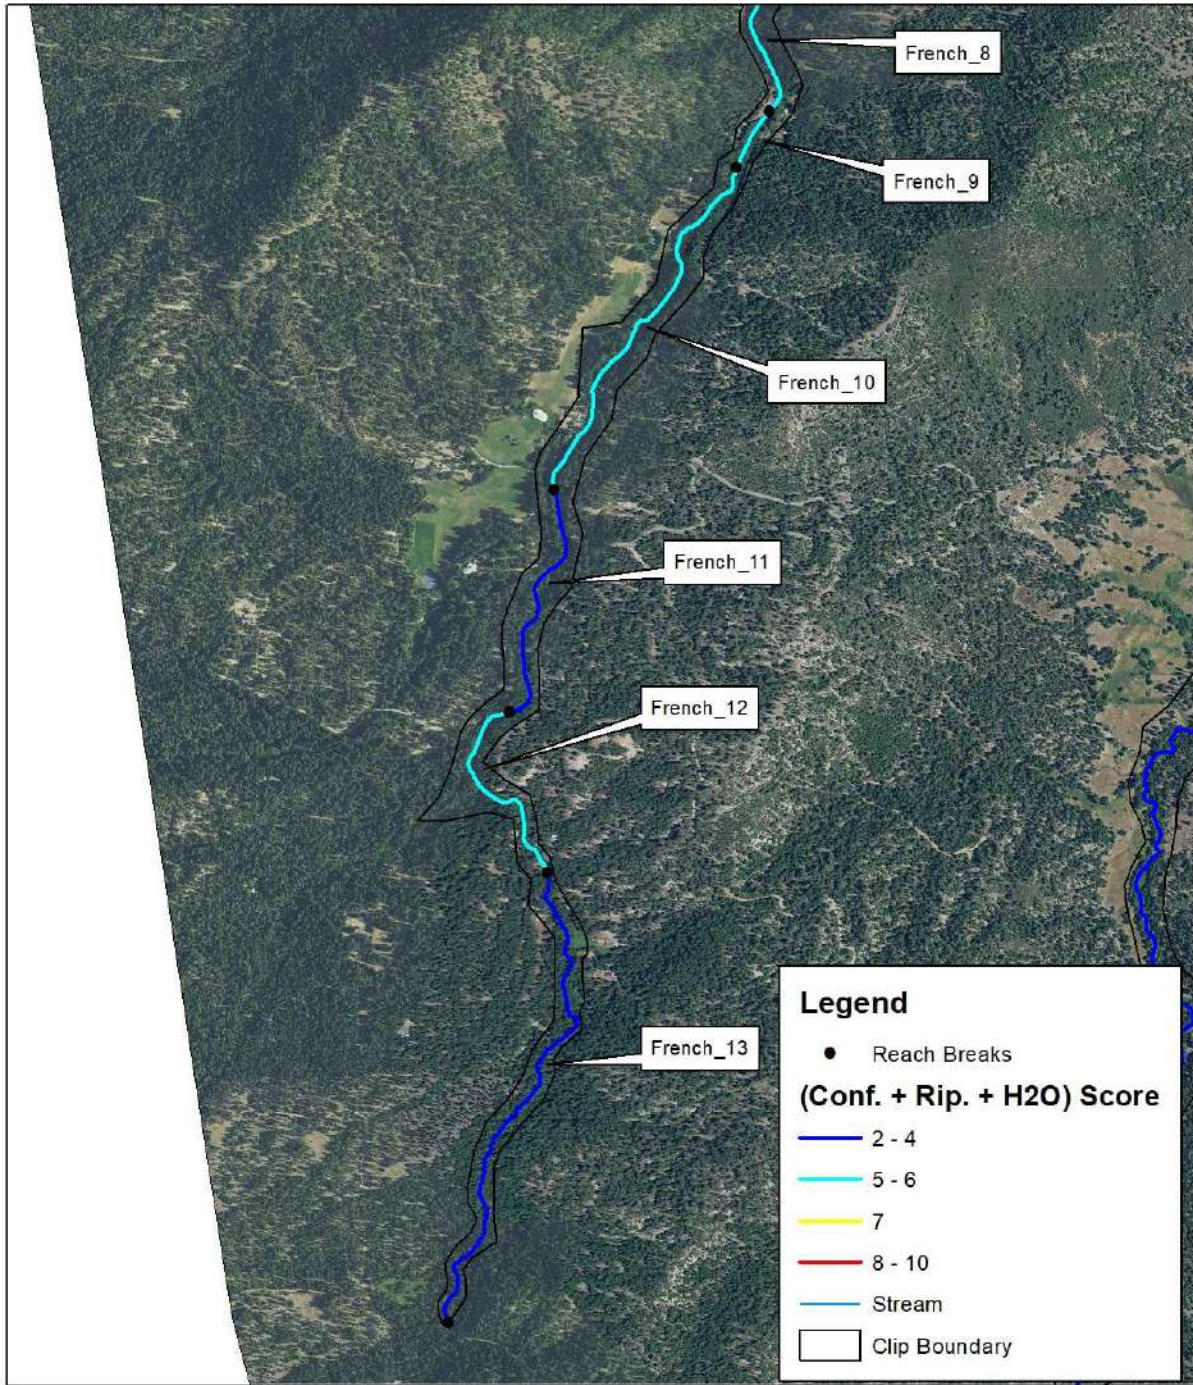 French_8
French_9
French_10
French_11
French_12
French_13
Legend
Reach Breaks
(Conf. + Rip. + H2O) Score
2 - 4
5 - 6
7
8 - 10
Stream
Clip Boundary